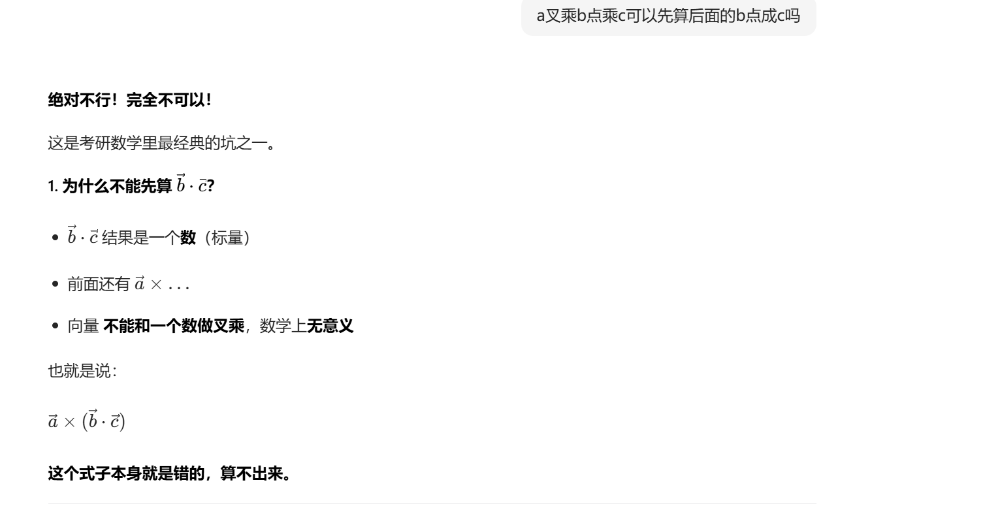 a叉乘b点乘c可以先算后面的b点成c吗
绝对不行！完全不可以！
这是考研数学里最经典的坑之一。
1. 为什么不能先算 $\vec{b} \cdot \vec{c}$?
• $\vec{b} \cdot \vec{c}$ 结果是一个数（标量）
• 前面还有 $\vec{a} \times \dots$
• 向量 不能和一个数做叉乘，数学上无意义
也就是说：
$\vec{a} \times (\vec{b} \cdot \vec{c})$
这个式子本身就是错的，算不出来。